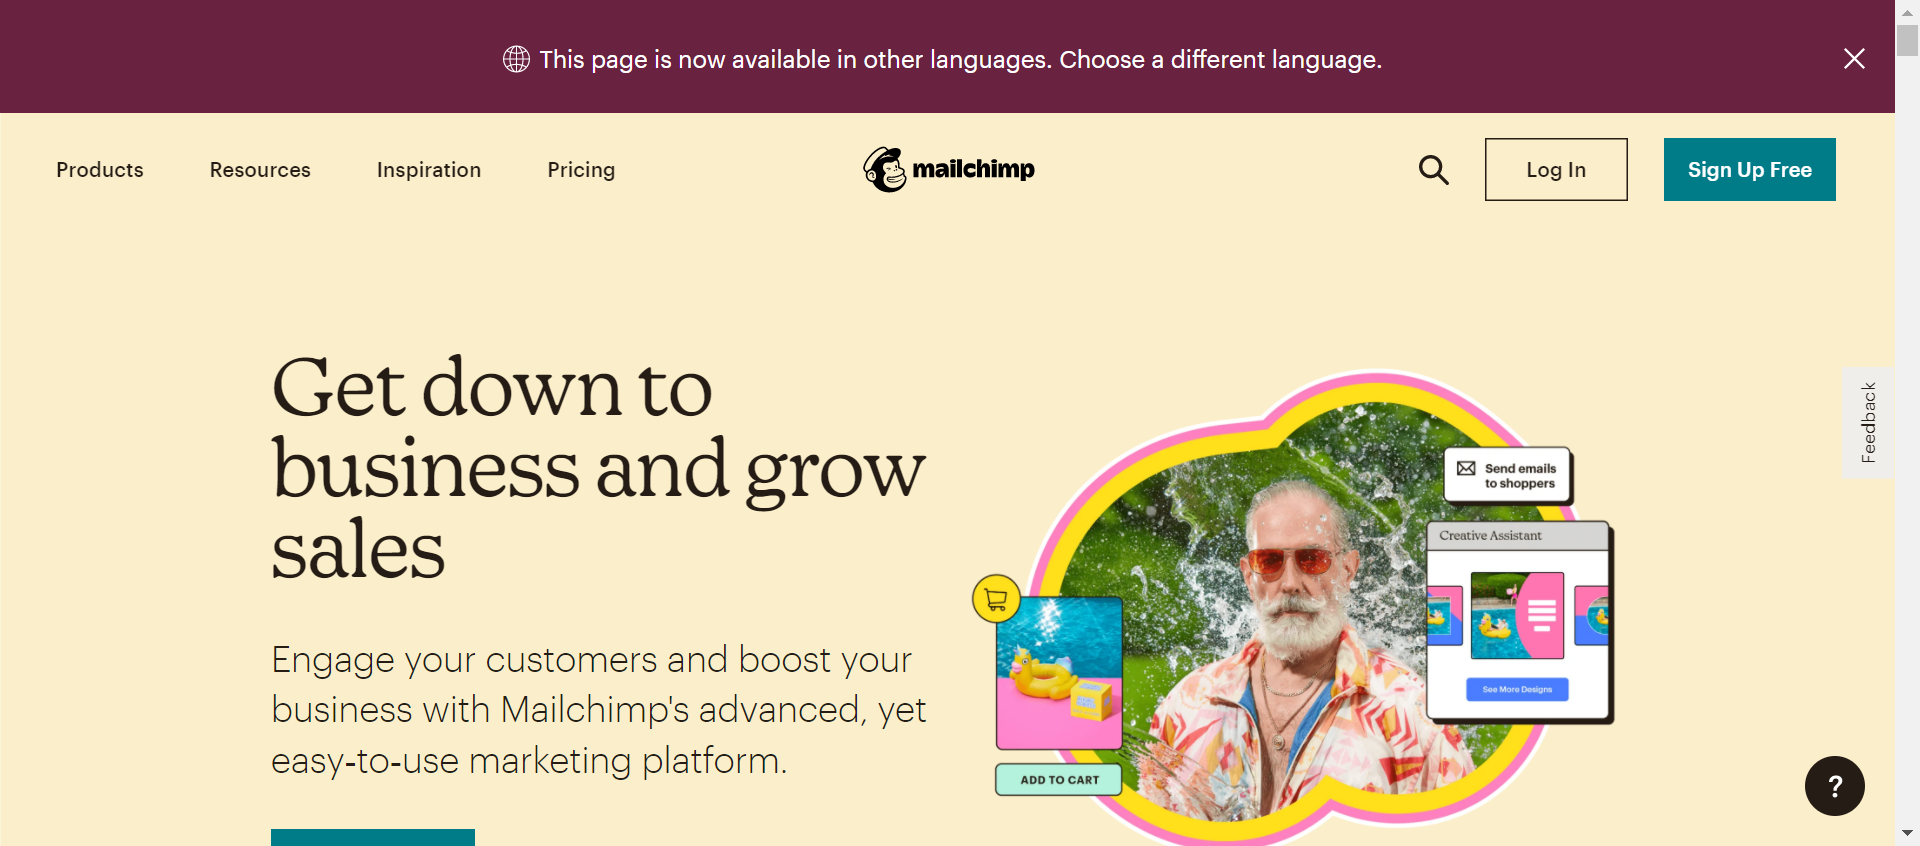 This page is now available in other languages. Choose a different language.
Products
Resources
Inspiration
Pricing
mailchimp
Log In
Sign Up Free
Get down to
business and grow
sales
Engage your customers and boost your
business with Mailchimp's advanced, yet
easy-to-use marketing platform.
Send emails
to shoppers
Creative Assistant
See More Designs
ADD TO CART
Feedback
?